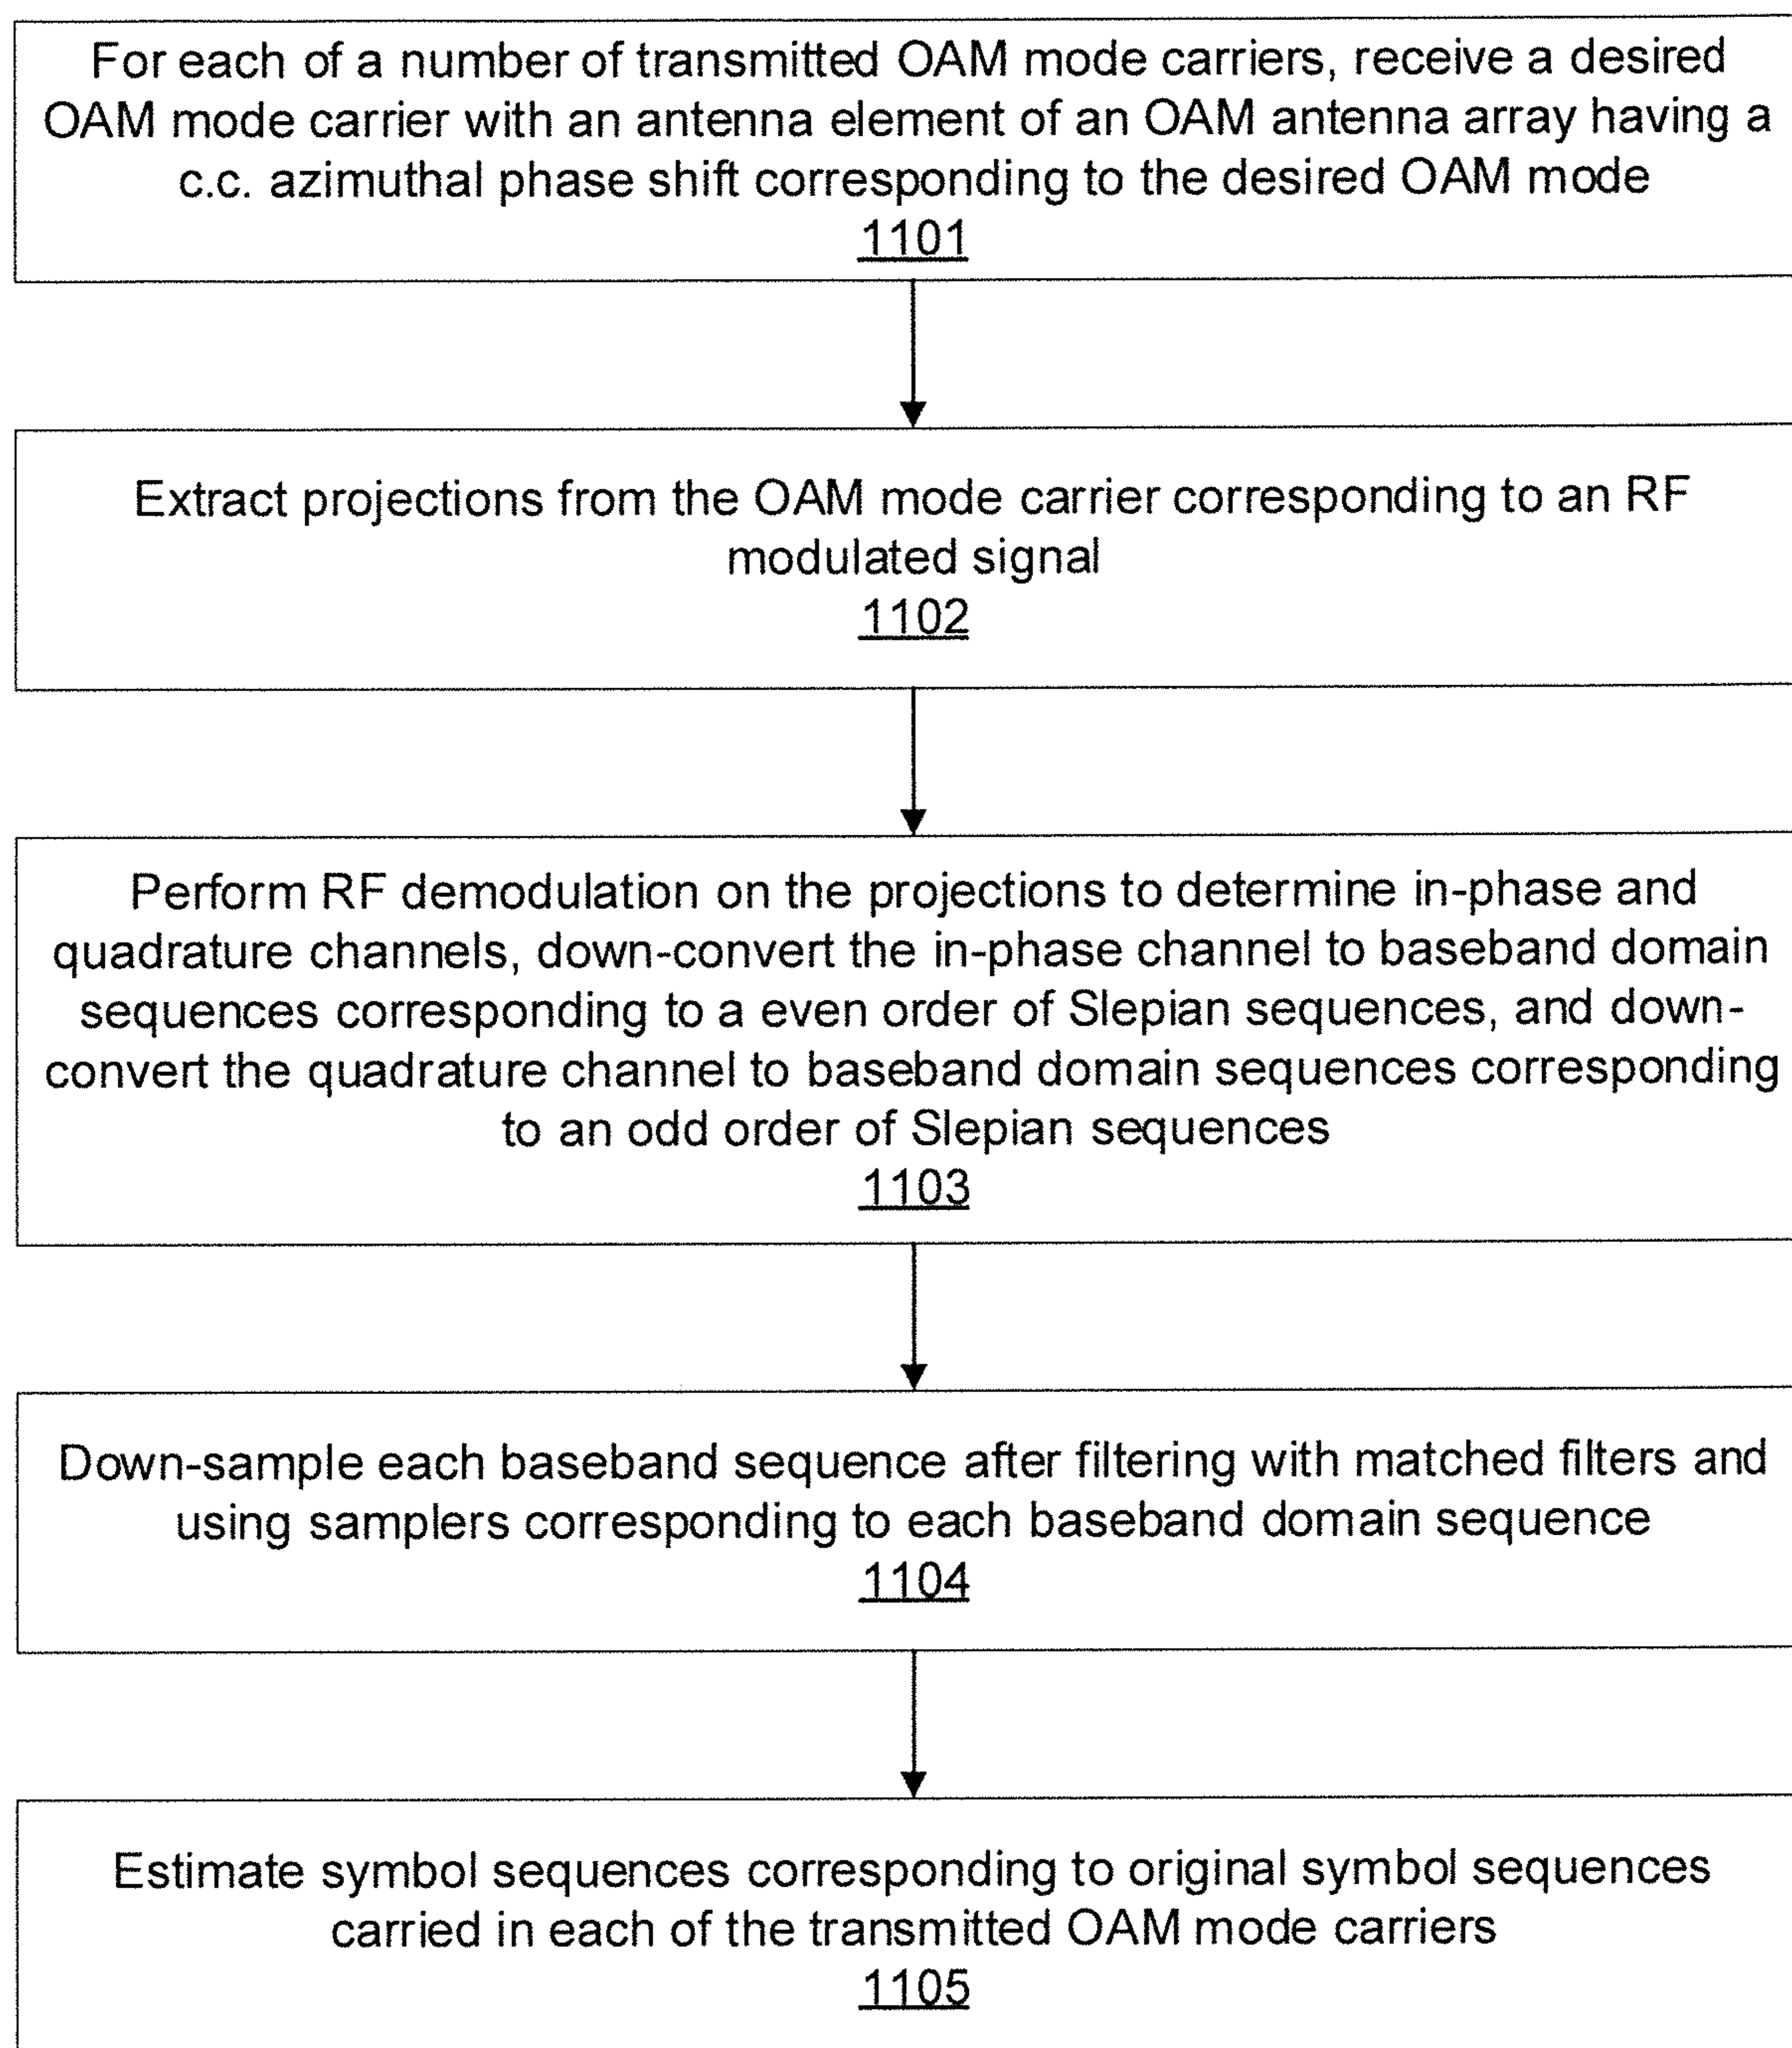 For each of a number of transmitted OAM mode carriers, receive a desired
OAM mode carrier with an antenna element of an OAM antenna array having a
c.c. azimuthal phase shift corresponding to the desired OAM mode
1101
Extract projections from the OAM mode carrier corresponding to an RF
modulated signal
1102
Perform RF demodulation on the projections to determine in-phase and
quadrature channels, down-convert the in-phase channel to baseband domain
sequences corresponding to a even order of Slepian sequences, and down-
convert the quadrature channel to baseband domain sequences corresponding
to an odd order of Slepian sequences
1103
Down-sample each baseband sequence after filtering with matched filters and
using samplers corresponding to each baseband domain sequence
1104
Estimate symbol sequences corresponding to original symbol sequences
carried in each of the transmitted OAM mode carriers
1105